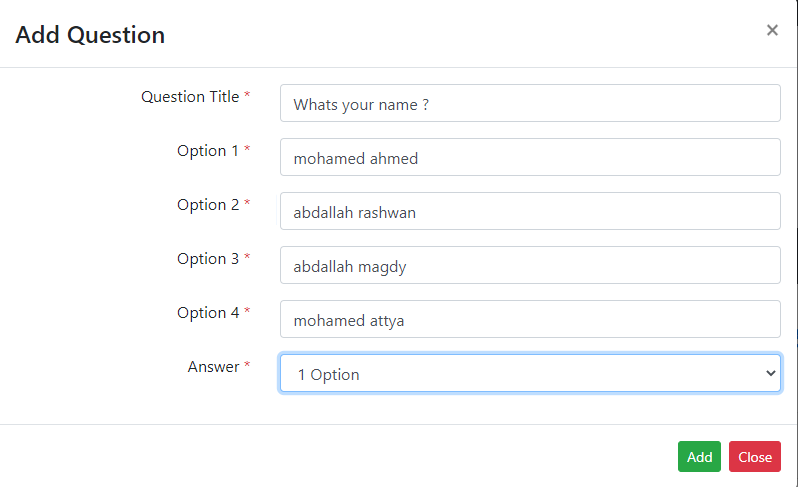 Add Question ×
Question Title * Whats your name ?
Option 1 * mohamed ahmed
Option 2 * abdallah rashwan
Option 3 * abdallah magdy
Option 4 * mohamed attya
Answer * 1 Option
Add Close